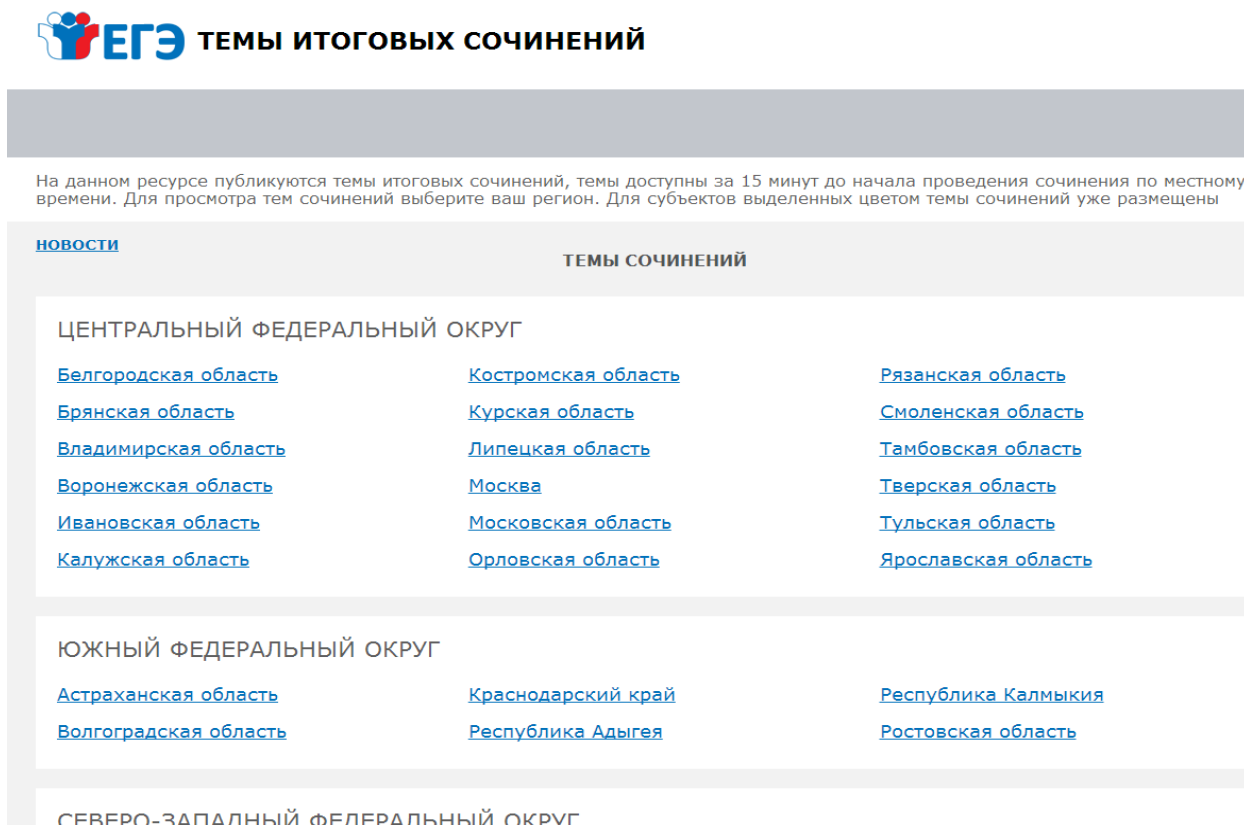 ЕГЭ ТЕМЫ ИТОГОВЫХ СОЧИНЕНИЙ
На данном ресурсе публикуются темы итоговых сочинений, темы доступны за 15 минут до начала проведения сочинения по местному
времени. Для просмотра тем сочинений выберите ваш регион. Для субъектов выделенных цветом темы сочинений уже размещены
НОВОСТИ
ТЕМЫ СОЧИНЕНИЙ
ЦЕНТРАЛЬНЫЙ ФЕДЕРАЛЬНЫЙ ОКРУГ
Белгородская область Костромская область Рязанская область
Брянская область Курская область Смоленская область
Владимирская область Липецкая область Тамбовская область
Воронежская область Москва Тверская область
Ивановская область Московская область Тульская область
Калужская область Орловская область Ярославская область
ЮЖНЫЙ ФЕДЕРАЛЬНЫЙ ОКРУГ
Астраханская область Краснодарский край Республика Калмыкия
Волгоградская область Республика Адыгея Ростовская область
СЕВЕРО-ЗАПАДНЫЙ ФЕДЕРАЛЬНЫЙ ОКРУГ